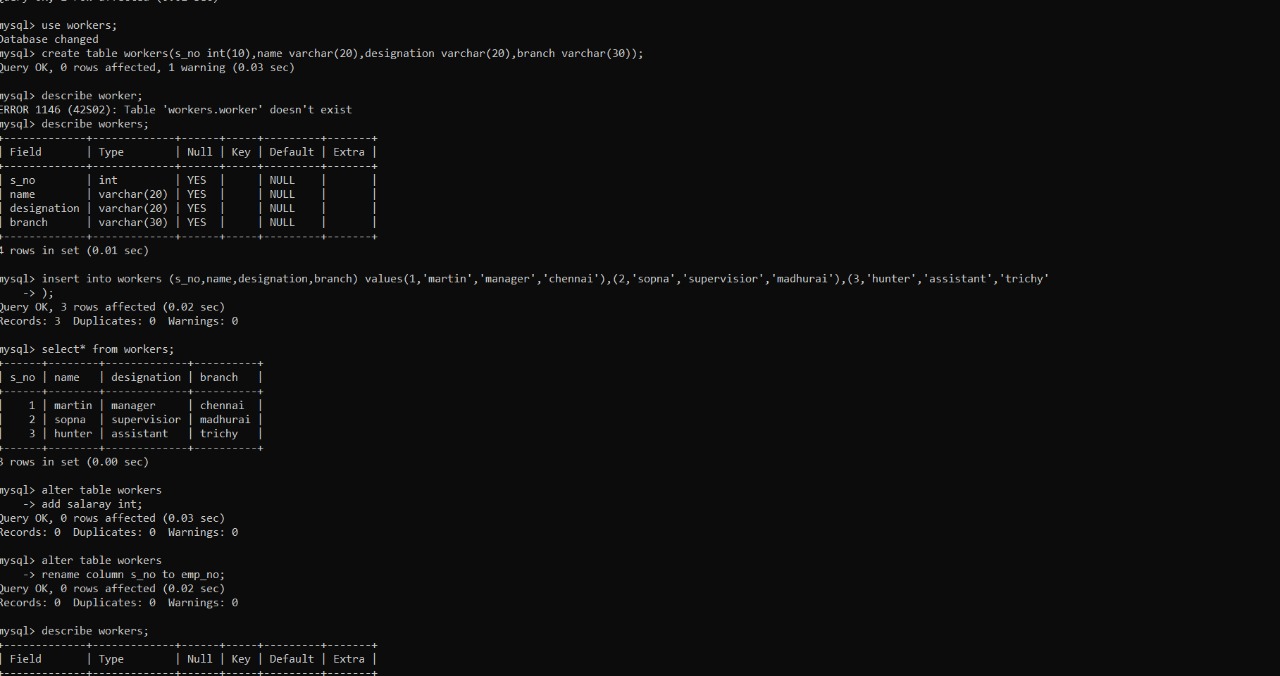 Query OK, 1 row affected (0.01 sec)
mysql> use workers;
Database changed
mysql> create table workers(s_no int(10),name varchar(20),designation varchar(20),branch varchar(30));
Query OK, 0 rows affected, 1 warning (0.03 sec)
mysql> describe worker;
ERROR 1146 (42S02): Table 'workers.worker' doesn't exist
mysql> describe workers;
+-------------+-------------+------+-----+---------+-------+
| Field       | Type        | Null | Key | Default | Extra |
+-------------+-------------+------+-----+---------+-------+
| s_no        | int         | YES  |     | NULL    |       |
| name        | varchar(20) | YES  |     | NULL    |       |
| designation | varchar(20) | YES  |     | NULL    |       |
| branch      | varchar(30) | YES  |     | NULL    |       |
+-------------+-------------+------+-----+---------+-------+
4 rows in set (0.01 sec)
mysql> insert into workers (s_no,name,designation,branch) values(1,'martin','manager','chennai'),(2,'sopna','supervisior','madhurai'),(3,'hunter','assistant','trichy'
    -> );
Query OK, 3 rows affected (0.02 sec)
Records: 3  Duplicates: 0  Warnings: 0
mysql> select* from workers;
+------+--------+-------------+----------+
| s_no | name   | designation | branch   |
+------+--------+-------------+----------+
|    1 | martin | manager     | chennai  |
|    2 | sopna  | supervisior | madhurai |
|    3 | hunter | assistant   | trichy   |
+------+--------+-------------+----------+
3 rows in set (0.00 sec)
mysql> alter table workers
    -> add salaray int;
Query OK, 0 rows affected (0.03 sec)
Records: 0  Duplicates: 0  Warnings: 0
mysql> alter table workers
    -> rename column s_no to emp_no;
Query OK, 0 rows affected (0.02 sec)
Records: 0  Duplicates: 0  Warnings: 0
mysql> describe workers;
+-------------+-------------+------+-----+---------+-------+
| Field       | Type        | Null | Key | Default | Extra |
+-------------+-------------+------+-----+---------+-------+